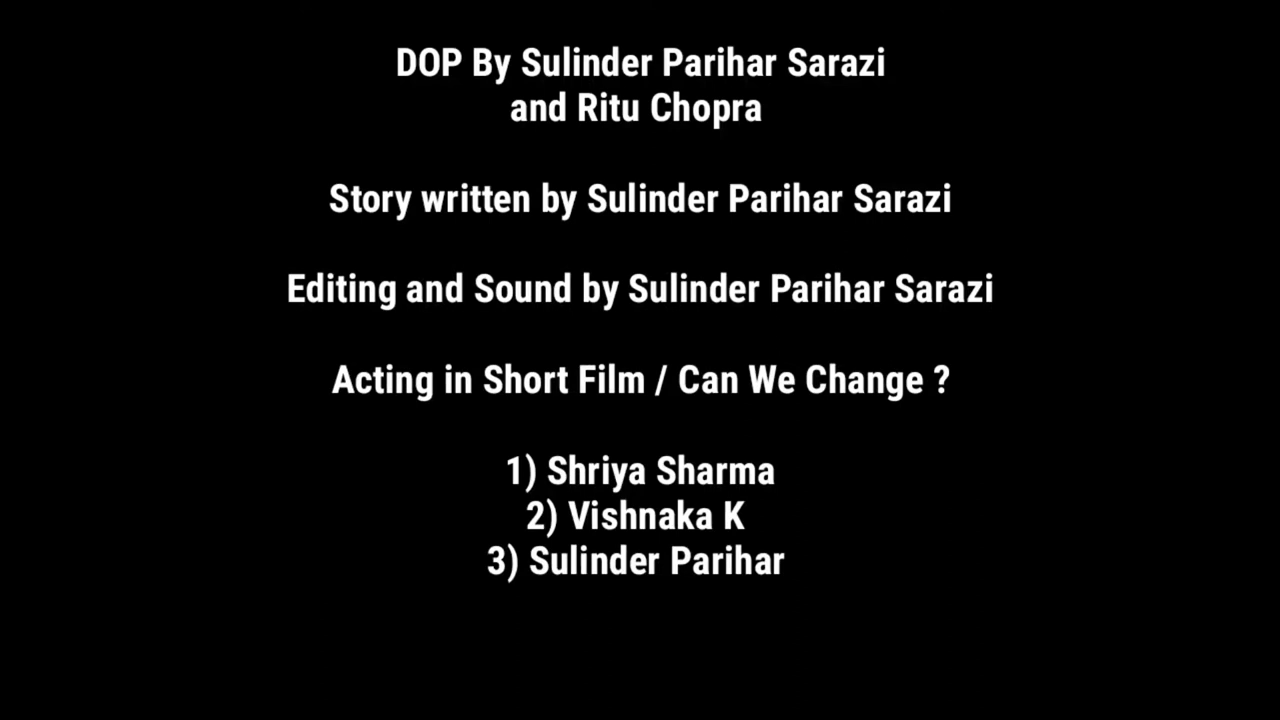 DOP By Sulinder Parihar Sarazi
and Ritu Chopra
Story written by Sulinder Parihar Sarazi
Editing and Sound by Sulinder Parihar Sarazi
Acting in Short Film / Can We Change ?
1) Shriya Sharma
2) Vishnaka K
3) Sulinder Parihar